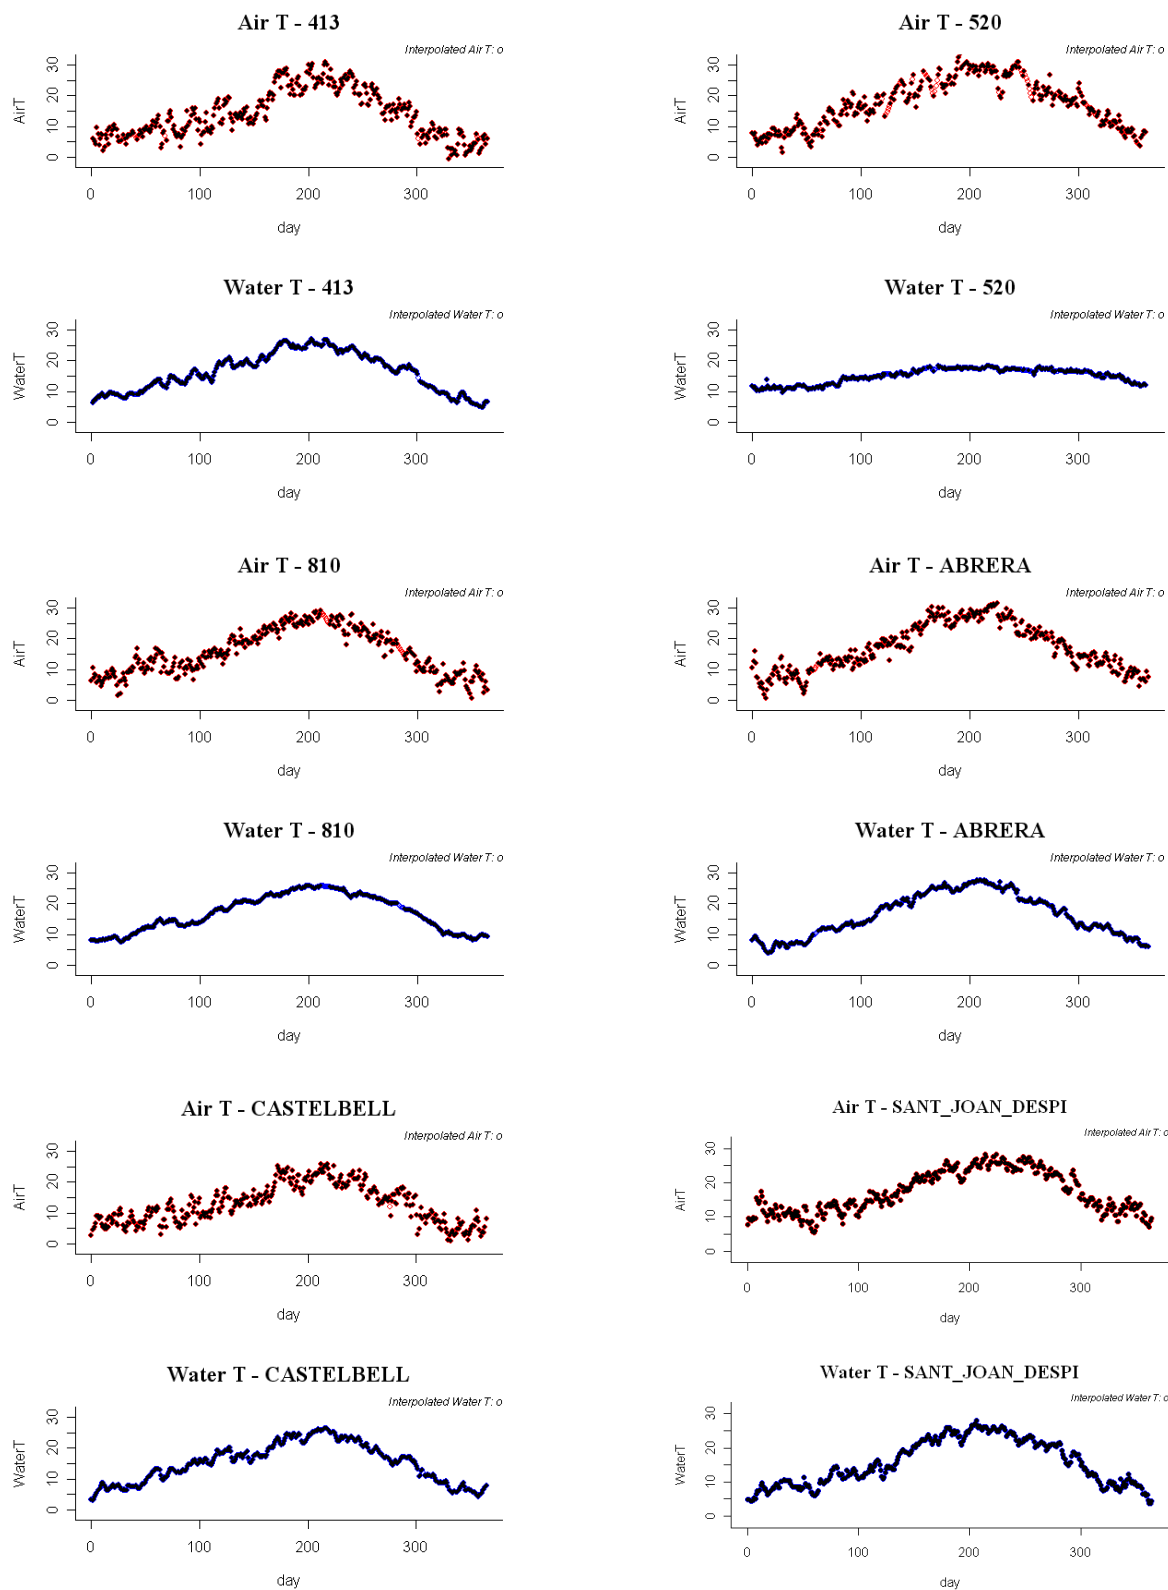 Air T - 413
Interpolated Air T: o
AirT
0 10 20 30
0 100 200 300
day
Air T - 520
Interpolated Air T: o
AirT
0 10 20 30
0 100 200 300
day
Water T - 413
Interpolated Water T: o
WaterT
0 10 20 30
0 100 200 300
day
Water T - 520
Interpolated Water T: o
WaterT
0 10 20 30
0 100 200 300
day
Air T - 810
Interpolated Air T: o
AirT
0 10 20 30
0 100 200 300
day
Air T - ABRERA
Interpolated Air T: o
AirT
0 10 20 30
0 100 200 300
day
Water T - 810
Interpolated Water T: o
WaterT
0 10 20 30
0 100 200 300
day
Water T - ABRERA
Interpolated Water T: o
WaterT
0 10 20 30
0 100 200 300
day
Air T - CASTELBELL
Interpolated Air T: o
AirT
0 10 20 30
0 100 200 300
day
Air T - SANT_JOAN_DESPI
Interpolated Air T: o
AirT
0 10 20 30
0 100 200 300
day
Water T - CASTELBELL
Interpolated Water T: o
WaterT
0 10 20 30
0 100 200 300
day
Water T - SANT_JOAN_DESPI
Interpolated Water T: o
WaterT
0 10 20 30
0 100 200 300
day